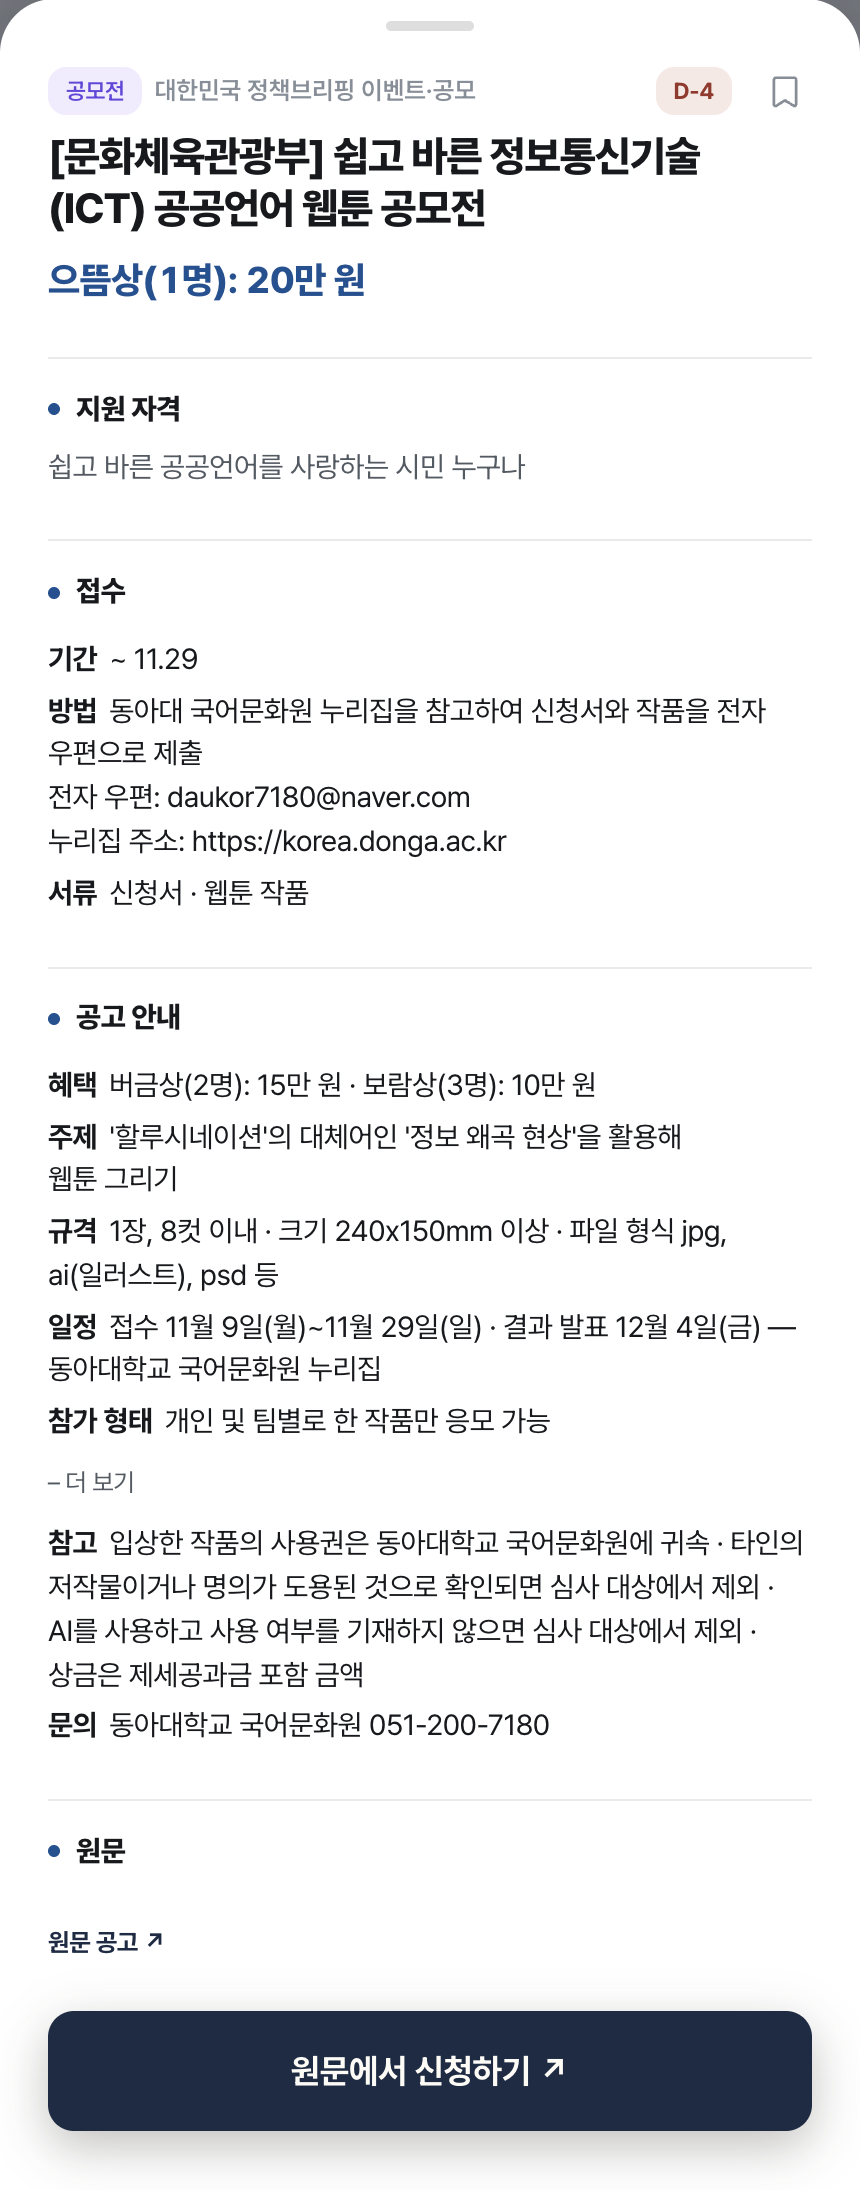 공모전 대한민국 정책브리핑 이벤트·공모 D-4
[문화체육관광부] 쉽고 바른 정보통신기술
(ICT) 공공언어 웹툰 공모전
으뜸상(1명): 20만 원
지원 자격
쉽고 바른 공공언어를 사랑하는 시민 누구나
접수
기간 ~ 11.29
방법 동아대 국어문화원 누리집을 참고하여 신청서와 작품을 전자
우편으로 제출
전자 우편: daukor7180@naver.com
누리집 주소: https://korea.donga.ac.kr
서류 신청서 · 웹툰 작품
공고 안내
혜택 버금상(2명): 15만 원 · 보람상(3명): 10만 원
주제 '할루시네이션'의 대체어인 '정보 왜곡 현상'을 활용해
웹툰 그리기
규격 1장, 8컷 이내 · 크기 240x150mm 이상 · 파일 형식 jpg,
ai(일러스트), psd 등
일정 접수 11월 9일(월)~11월 29일(일) · 결과 발표 12월 4일(금) —
동아대학교 국어문화원 누리집
참가 형태 개인 및 팀별로 한 작품만 응모 가능
– 더 보기
참고 입상한 작품의 사용권은 동아대학교 국어문화원에 귀속 · 타인의
저작물이거나 명의가 도용된 것으로 확인되면 심사 대상에서 제외 ·
AI를 사용하고 사용 여부를 기재하지 않으면 심사 대상에서 제외 ·
상금은 제세공과금 포함 금액
문의 동아대학교 국어문화원 051-200-7180
원문
원문 공고 ↗
원문에서 신청하기 ↗